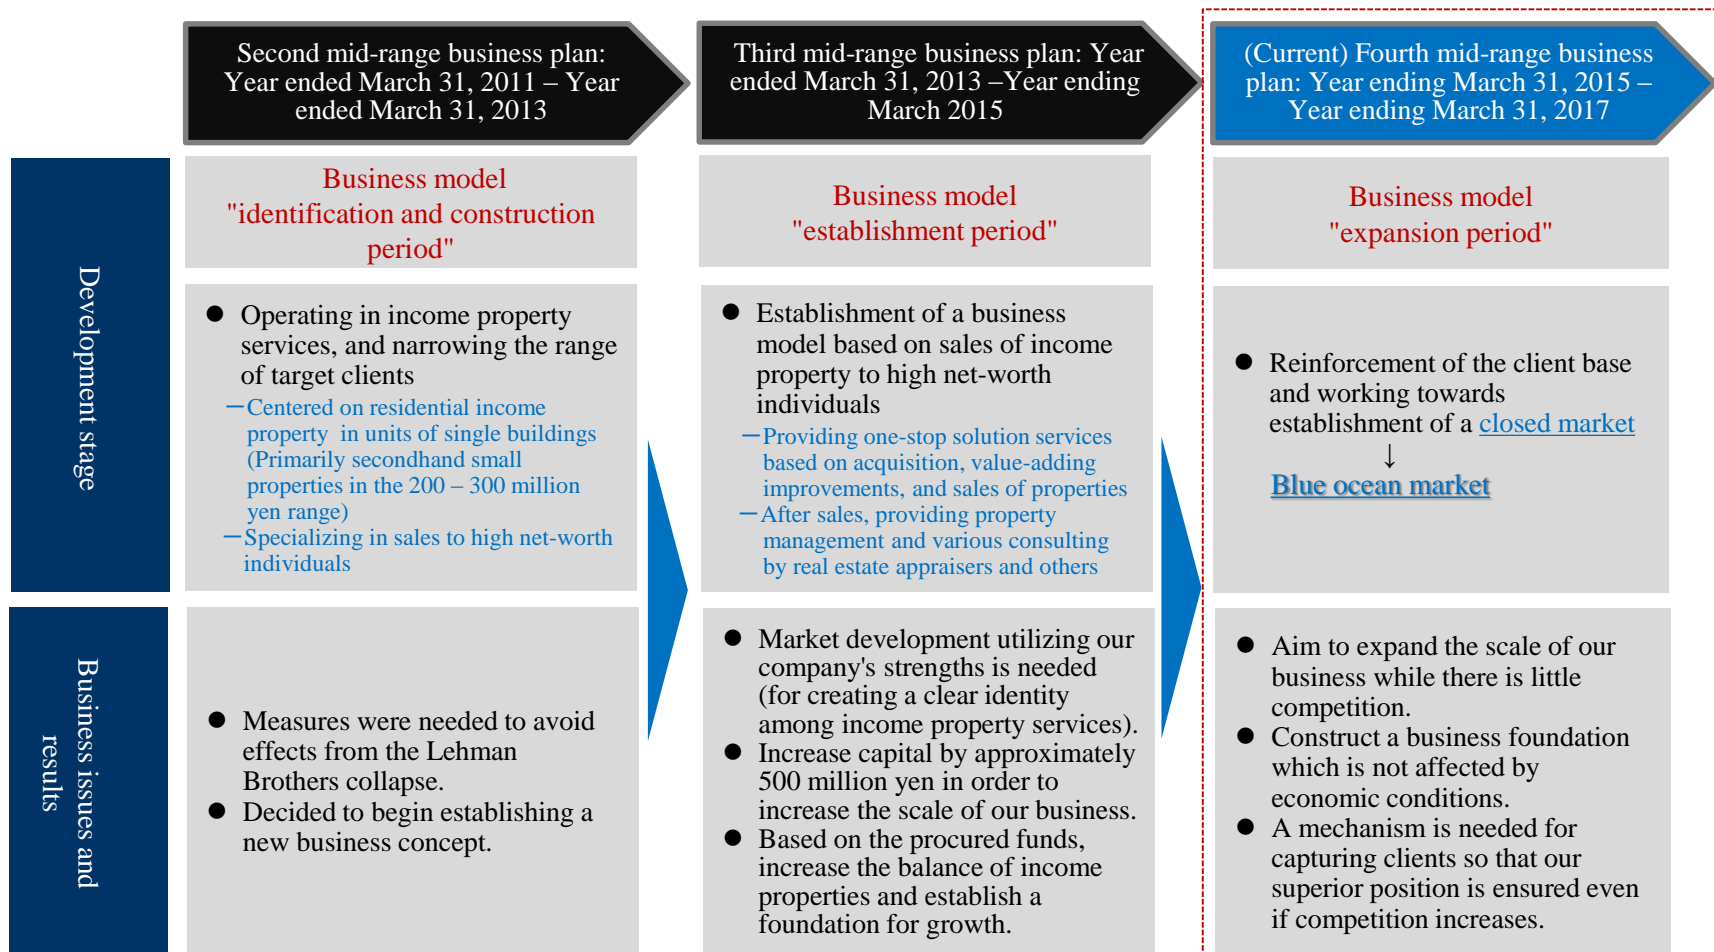 Second mid-range business plan:
Year ended March 31, 2011 – Year
ended March 31, 2013
Third mid-range business plan: Year
ended March 31, 2013 –Year ending
March 2015
(Current) Fourth mid-range business
plan: Year ending March 31, 2015 –
Year ending March 31, 2017
Development stage
Business model
"identification and construction
period"
Business model
"establishment period"
Business model
"expansion period"
● Operating in income property
services, and narrowing the range
of target clients
－Centered on residential income
property in units of single buildings
(Primarily secondhand small
properties in the 200 – 300 million
yen range)
－Specializing in sales to high net-worth
individuals
● Establishment of a business
model based on sales of income
property to high net-worth
individuals
－Providing one-stop solution services
based on acquisition, value-adding
improvements, and sales of properties
－After sales, providing property
management and various consulting
by real estate appraisers and others
● Reinforcement of the client base
and working towards
establishment of a closed market
↓
Blue ocean market
Business issues and
results
● Measures were needed to avoid
effects from the Lehman
Brothers collapse.
● Decided to begin establishing a
new business concept.
● Market development utilizing our
company's strengths is needed
(for creating a clear identity
among income property services).
● Increase capital by approximately
500 million yen in order to
increase the scale of our business.
● Based on the procured funds,
increase the balance of income
properties and establish a
foundation for growth.
● Aim to expand the scale of our
business while there is little
competition.
● Construct a business foundation
which is not affected by
economic conditions.
● A mechanism is needed for
capturing clients so that our
superior position is ensured even
if competition increases.